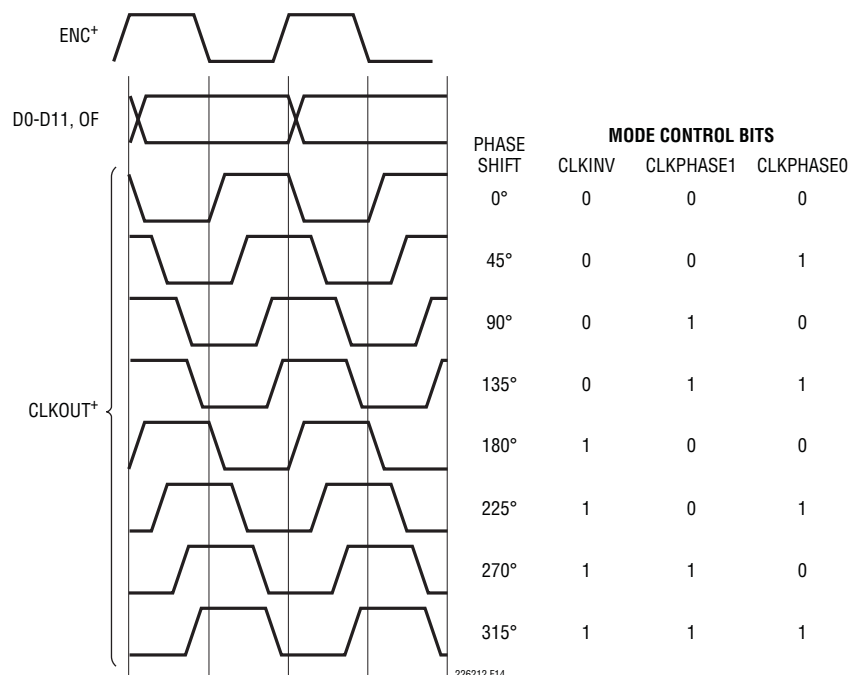 ENC+
D0-D11, OF
PHASE SHIFT
MODE CONTROL BITS
CLKINV CLKPHASE1 CLKPHASE0
0° 0 0 0
45° 0 0 1
90° 0 1 0
135° 0 1 1
CLKOUT+
180° 1 0 0
225° 1 0 1
270° 1 1 0
315° 1 1 1
226212 F14